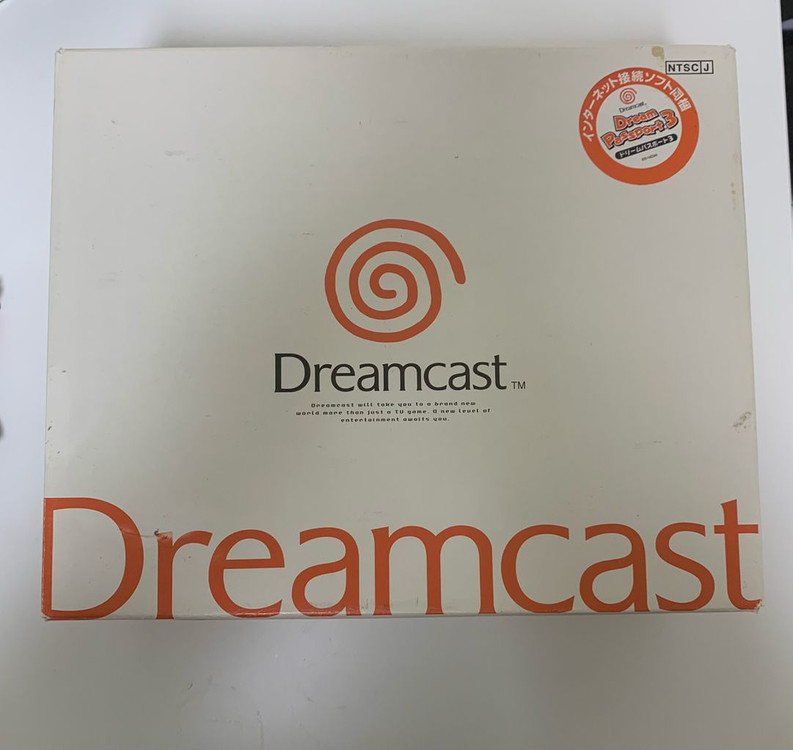 NTSC J
インターネット接続ソフト同梱
Dreamcast
Dream
Passport 3
ドリームパスポート3
Dreamcast™
Dreamcast will take you to a brand new
world more than just a TV game. A new level of
entertainment awaits you.
Dreamcast